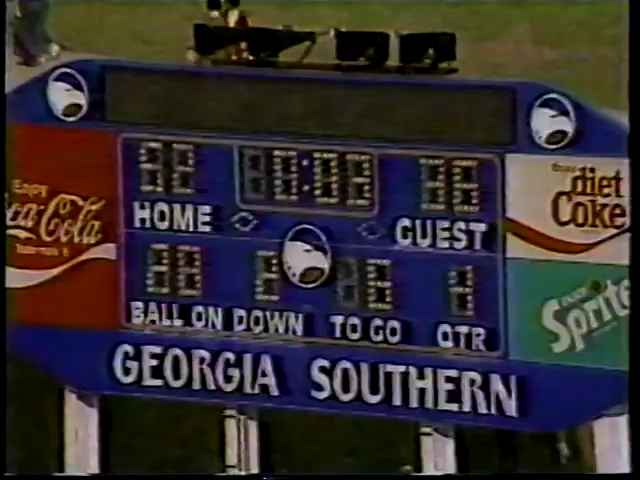 Enjoy
Coca-Cola
HOME
GUEST
diet
Coke
BALL ON DOWN TO GO QTR
Sprite
GEORGIA SOUTHERN